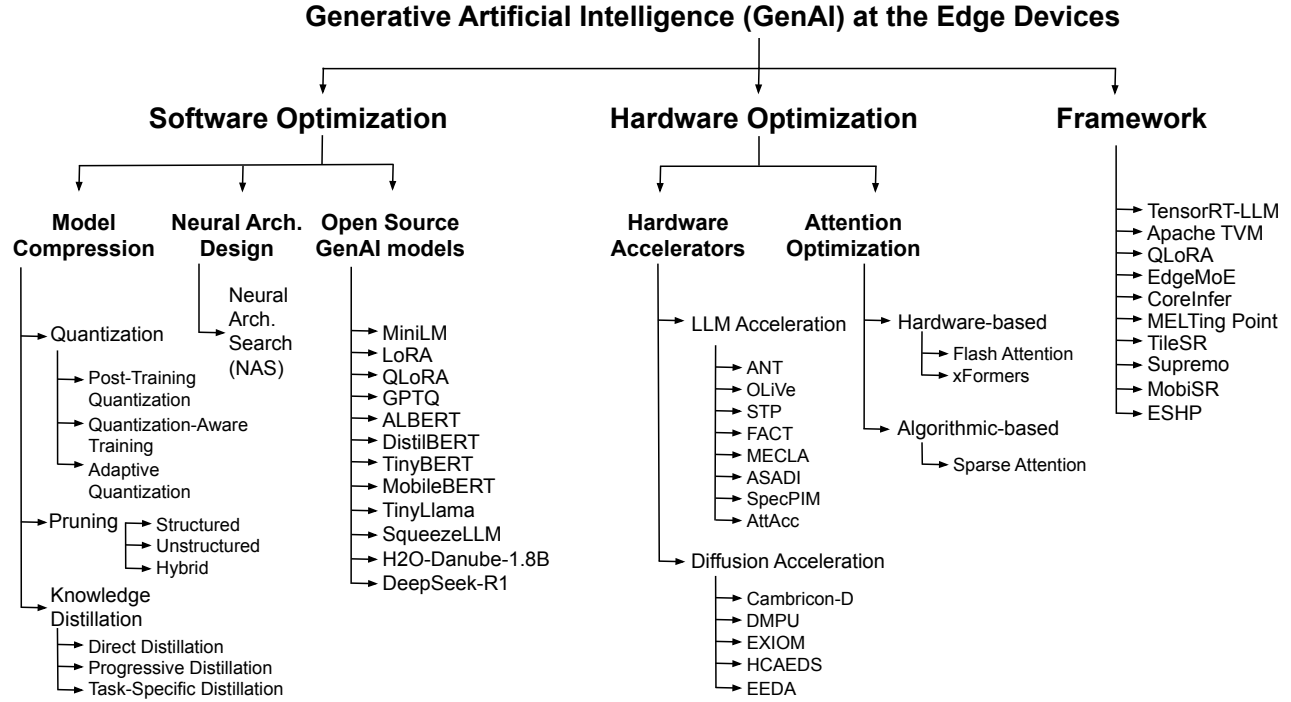 Generative Artificial Intelligence (GenAI) at the Edge Devices
Software Optimization
Hardware Optimization
Framework
Model
Compression
Neural Arch.
Design
Open Source
GenAI models
Hardware
Accelerators
Attention
Optimization
Quantization
Post-Training
Quantization
Quantization-Aware
Training
Adaptive
Quantization
Pruning
Structured
Unstructured
Hybrid
Knowledge
Distillation
Direct Distillation
Progressive Distillation
Task-Specific Distillation
Neural
Arch.
Search
(NAS)
MiniLM
LoRA
QLoRA
GPTQ
ALBERT
DistilBERT
TinyBERT
MobileBERT
TinyLlama
SqueezeLLM
H2O-Danube-1.8B
DeepSeek-R1
LLM Acceleration
ANT
OLiVe
STP
FACT
MECLA
ASADI
SpecPIM
AttAcc
Diffusion Acceleration
Cambricon-D
DMPU
EXIOM
HCAEDS
EEDA
Hardware-based
Flash Attention
xFormers
Algorithmic-based
Sparse Attention
TensorRT-LLM
Apache TVM
QLoRA
EdgeMoE
CoreInfer
MELTing Point
TileSR
Supremo
MobiSR
ESHP